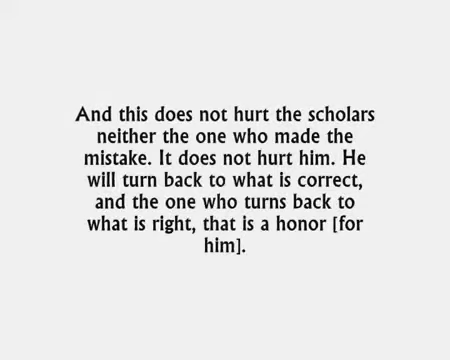 And this does not hurt the scholars
neither the one who made the
mistake. It does not hurt him. He
will turn back to what is correct,
and the one who turns back to
what is right, that is a honor [for
him].